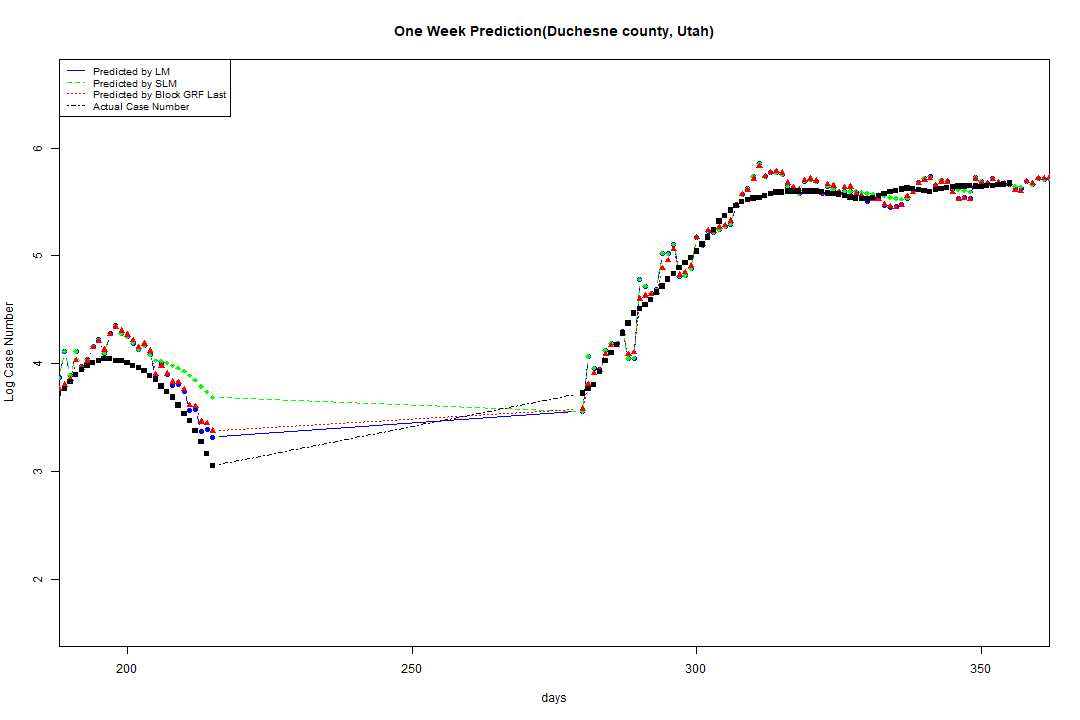 One Week Prediction(Duchesne county, Utah)
Predicted by LM
Predicted by SLM
Predicted by Block GRF Last
Actual Case Number
6
5
4
3
2
Log Case Number
200 250 300 350
days